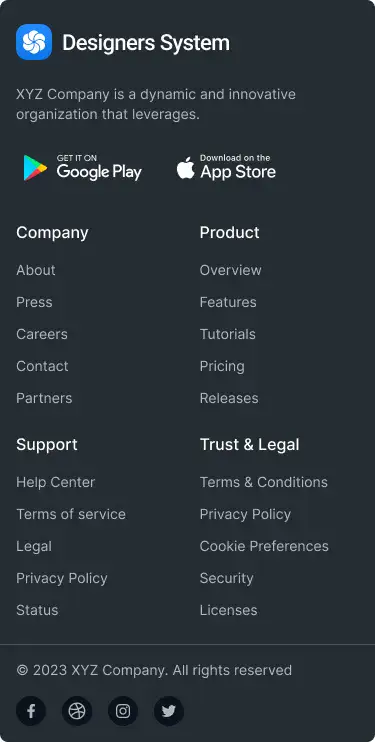 Designers System
XYZ Company is a dynamic and innovative
organization that leverages.
GET IT ON
Google Play
Download on the
App Store
Company
About
Press
Careers
Contact
Partners
Product
Overview
Features
Tutorials
Pricing
Releases
Support
Help Center
Terms of service
Legal
Privacy Policy
Status
Trust & Legal
Terms & Conditions
Privacy Policy
Cookie Preferences
Security
Licenses
© 2023 XYZ Company. All rights reserved